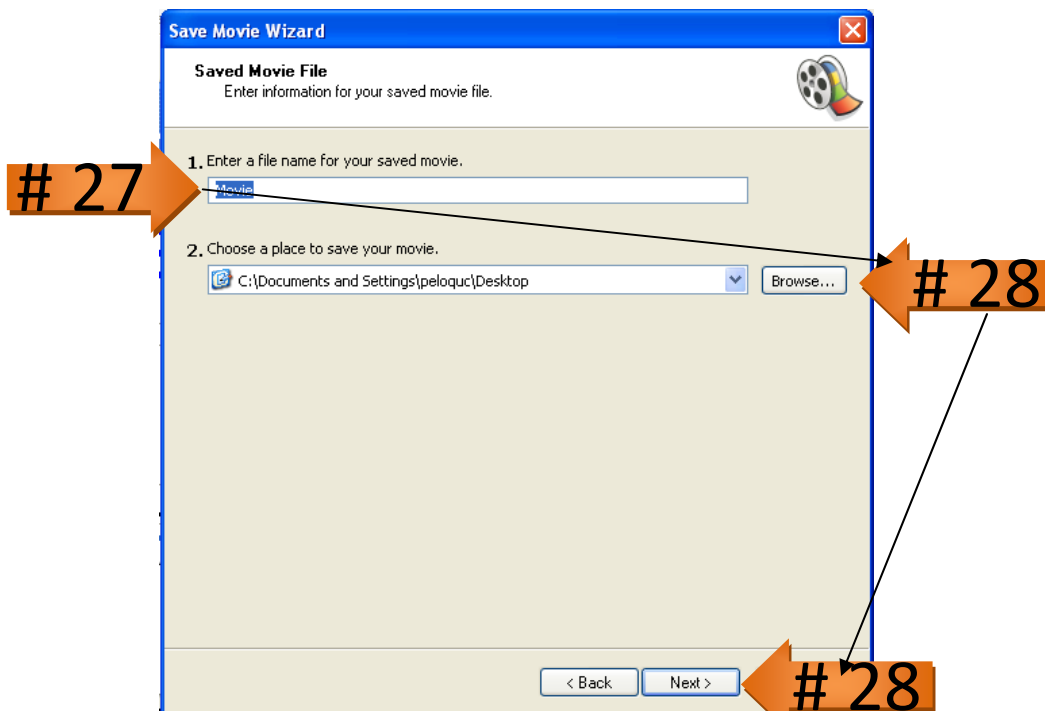 Save Movie Wizard
Saved Movie File
Enter information for your saved movie file.
1. Enter a file name for your saved movie.
# 27
Movie
2. Choose a place to save your movie.
C:\Documents and Settings\peloquc\Desktop
Browse...
# 28
< Back
Next >
# 28